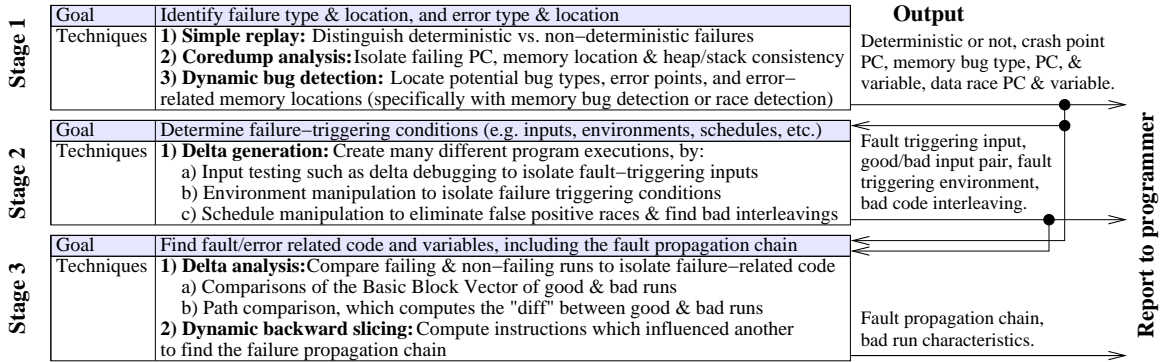 Stage 1
Goal Identify failure type & location, and error type & location
Techniques 1) Simple replay: Distinguish deterministic vs. non−deterministic failures
2) Coredump analysis: Isolate failing PC, memory location & heap/stack consistency
3) Dynamic bug detection: Locate potential bug types, error points, and error−
related memory locations (specifically with memory bug detection or race detection)
Output
Deterministic or not, crash point
PC, memory bug type, PC, &
variable, data race PC & variable.
Stage 2
Goal Determine failure−triggering conditions (e.g. inputs, environments, schedules, etc.)
Techniques 1) Delta generation: Create many different program executions, by:
a) Input testing such as delta debugging to isolate fault−triggering inputs
b) Environment manipulation to isolate failure triggering conditions
c) Schedule manipulation to eliminate false positive races & find bad interleavings
Fault triggering input,
good/bad input pair, fault
triggering environment,
bad code interleaving.
Stage 3
Goal Find fault/error related code and variables, including the fault propagation chain
Techniques 1) Delta analysis: Compare failing & non−failing runs to isolate failure−related code
a) Comparisons of the Basic Block Vector of good & bad runs
b) Path comparison, which computes the "diff" between good & bad runs
2) Dynamic backward slicing: Compute instructions which influenced another
to find the failure propagation chain
Fault propagation chain,
bad run characteristics.
Report to programmer